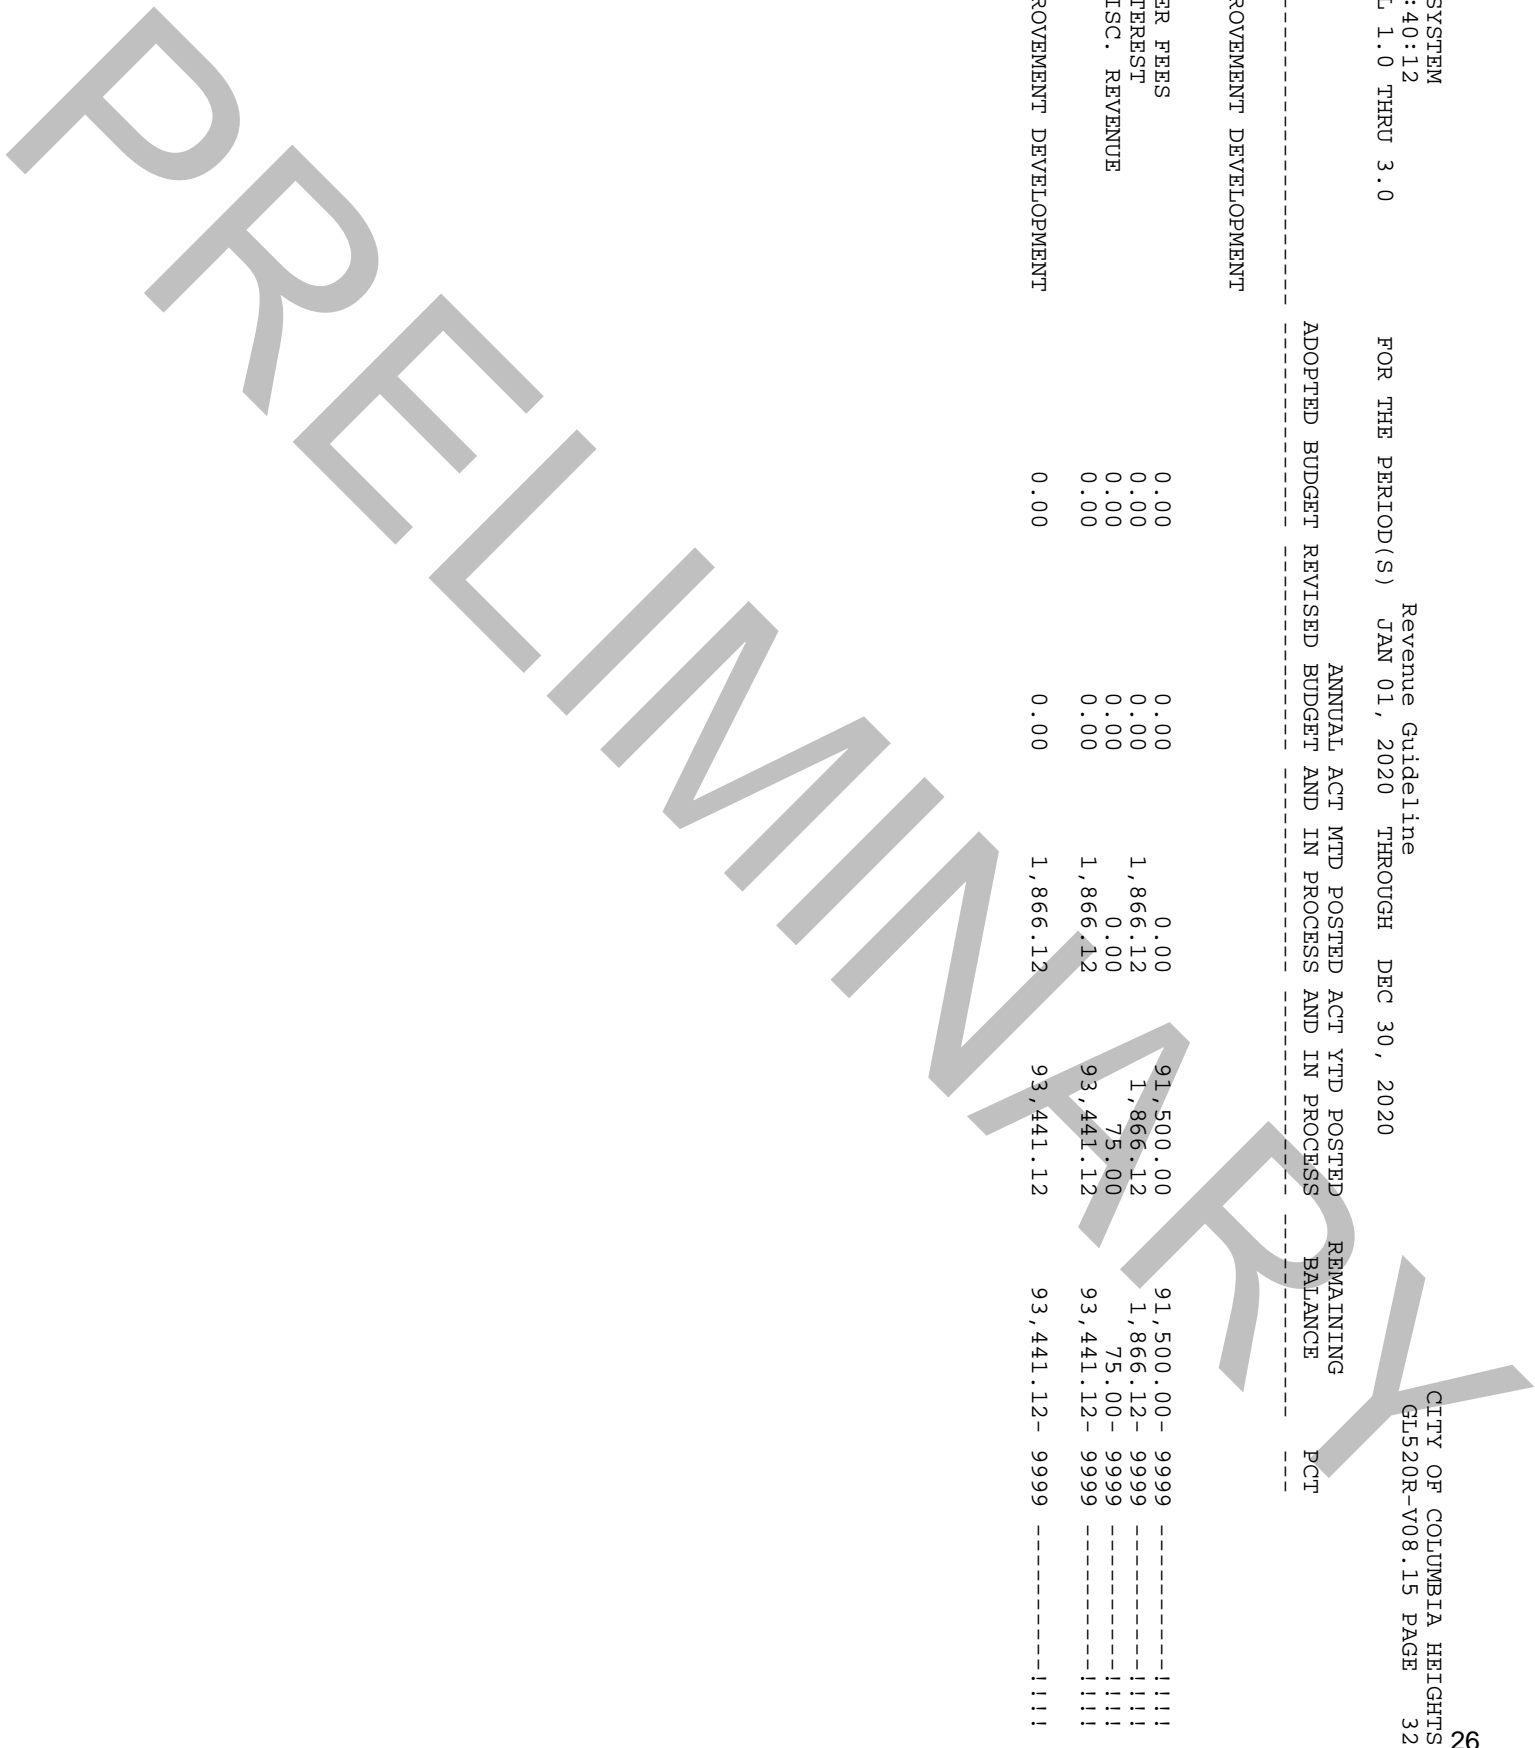 SYSTEM CITY OF COLUMBIA HEIGHTS
:40:12 Revenue Guideline GL520R-V08.15 PAGE 32
L 1.0 THRU 3.0 FOR THE PERIOD(S) JAN 01, 2020 THROUGH DEC 30, 2020
ANNUAL ACT MTD POSTED ACT YTD POSTED REMAINING
ADOPTED BUDGET REVISED BUDGET AND IN PROCESS AND IN PROCESS BALANCE PCT
ROVEMENT DEVELOPMENT
ER FEES 0.00 0.00 0.00 91,500.00 91,500.00- 9999 ------------!!!!
TEREST 0.00 0.00 1,866.12 1,866.12 1,866.12- 9999 ------------!!!!
ISC. REVENUE 0.00 0.00 0.00 75.00 75.00- 9999 ------------!!!!
0.00 0.00 1,866.12 93,441.12 93,441.12- 9999 ------------!!!!
ROVEMENT DEVELOPMENT 0.00 0.00 1,866.12 93,441.12 93,441.12- 9999 ------------!!!!
PRELIMINARY
26